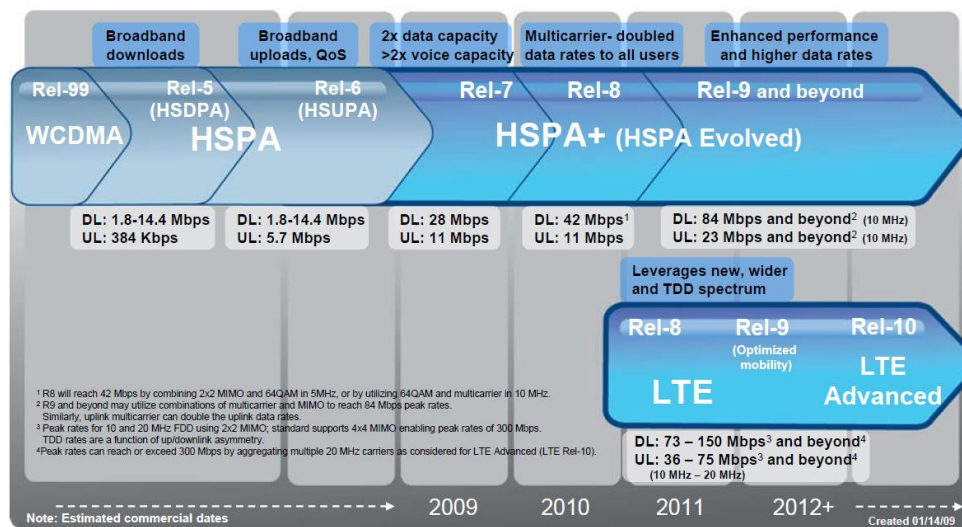 Broadband
downloads
Broadband
uploads, QoS
2x data capacity
>2x voice capacity
Multicarrier- doubled
data rates to all users
Enhanced performance
and higher data rates
Rel-99
Rel-5
(HSDPA)
Rel-6
(HSUPA)
Rel-7
Rel-8
Rel-9 and beyond
WCDMA
HSPA
HSPA+ (HSPA Evolved)
DL: 1.8-14.4 Mbps
UL: 384 Kbps
DL: 1.8-14.4 Mbps
UL: 5.7 Mbps
DL: 28 Mbps
UL: 11 Mbps
DL: 42 Mbps¹
UL: 11 Mbps
DL: 84 Mbps and beyond² (10 MHz)
UL: 23 Mbps and beyond² (10 MHz)
Leverages new, wider
and TDD spectrum
Rel-8
Rel-9
(Optimized
mobility)
Rel-10
LTE
LTE
Advanced
¹ R8 will reach 42 Mbps by combining 2x2 MIMO and 64QAM in 5MHz, or by utilizing 64QAM and multicarrier in 10 MHz.
² R9 and beyond may utilize combinations of multicarrier and MIMO to reach 84 Mbps peak rates.
Similarly, uplink multicarrier can double the uplink data rates.
³ Peak rates for 10 and 20 MHz FDD using 2x2 MIMO; standard supports 4x4 MIMO enabling peak rates of 300 Mbps.
TDD rates are a function of up/downlink asymmetry.
⁴Peak rates can reach or exceed 300 Mbps by aggregating multiple 20 MHz carriers as considered for LTE Advanced (LTE Rel-10).
DL: 73 – 150 Mbps³ and beyond⁴
UL: 36 – 75 Mbps³ and beyond⁴
(10 MHz – 20 MHz)
2009
2010
2011
2012+
Note: Estimated commercial dates
Created 01/14/09